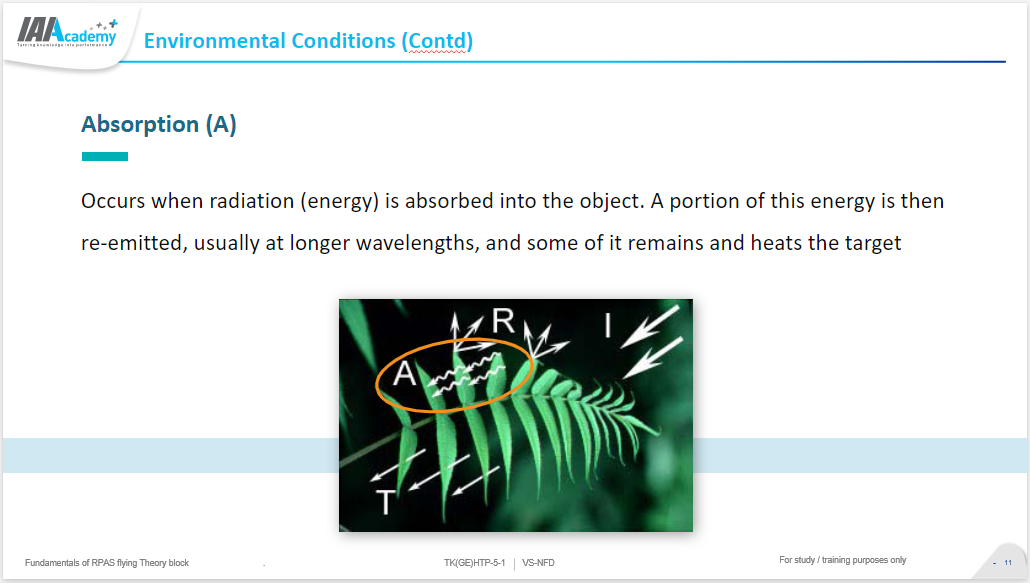 IAI Academy
Turning knowledge into performance
Environmental Conditions (Contd)
Absorption (A)
Occurs when radiation (energy) is absorbed into the object. A portion of this energy is then
re-emitted, usually at longer wavelengths, and some of it remains and heats the target
R
I
A
T
Fundamentals of RPAS flying Theory block
.
TK(GE)HTP-5-1 | VS-NFD
For study / training purposes only
- 11